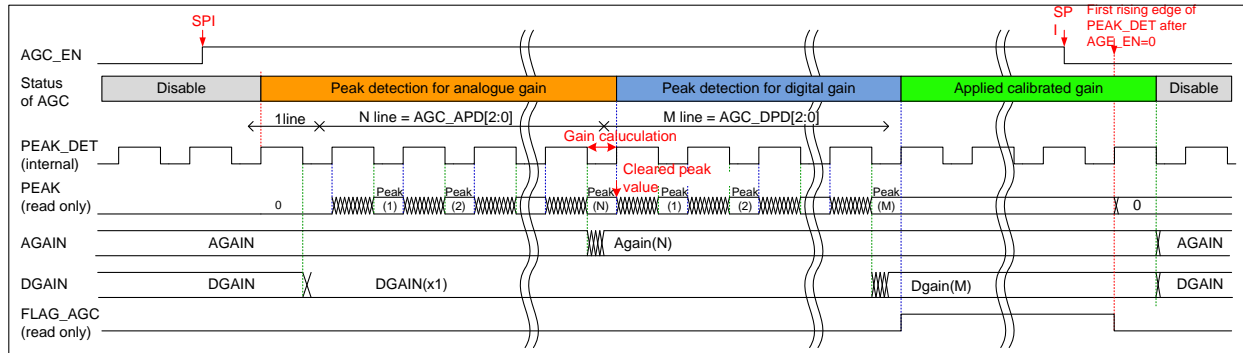 SPI
SP
I
First rising edge of
PEAK_DET after
AGE_EN=0
AGC_EN
Status
of AGC
Disable
Peak detection for analogue gain
Peak detection for digital gain
Applied calibrated gain
Disable
1line
N line = AGC_APD[2:0]
M line = AGC_DPD[2:0]
Gain caluculation
PEAK_DET
(internal)
Cleared peak
value
PEAK
(read only)
0
Peak
(1)
Peak
(2)
Peak
(N)
Peak
(1)
Peak
(2)
Peak
(M)
0
AGAIN
AGAIN
Again(N)
AGAIN
DGAIN
DGAIN
DGAIN(x1)
Dgain(M)
DGAIN
FLAG_AGC
(read only)